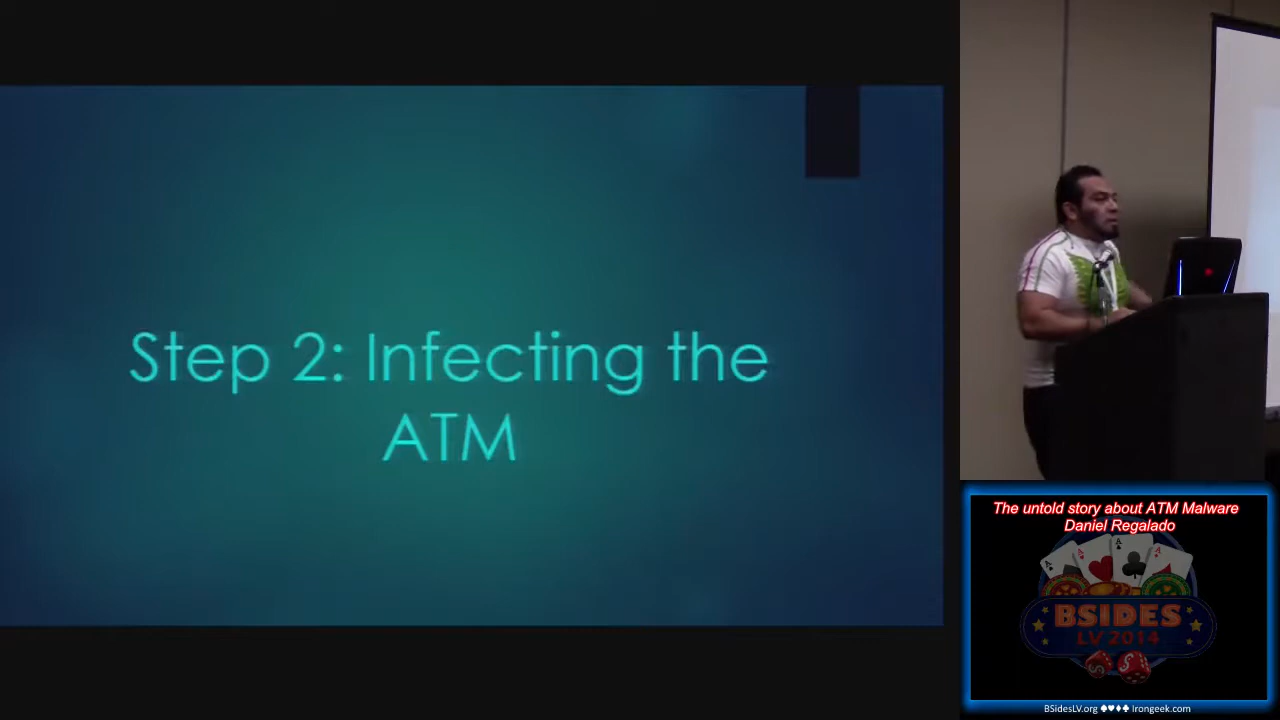 Step 2: Infecting the
ATM
The untold story about ATM Malware
Daniel Regalado
BSIDES
LV 2014
BSidesLV.org ♠♥♦♣ Irongeek.com